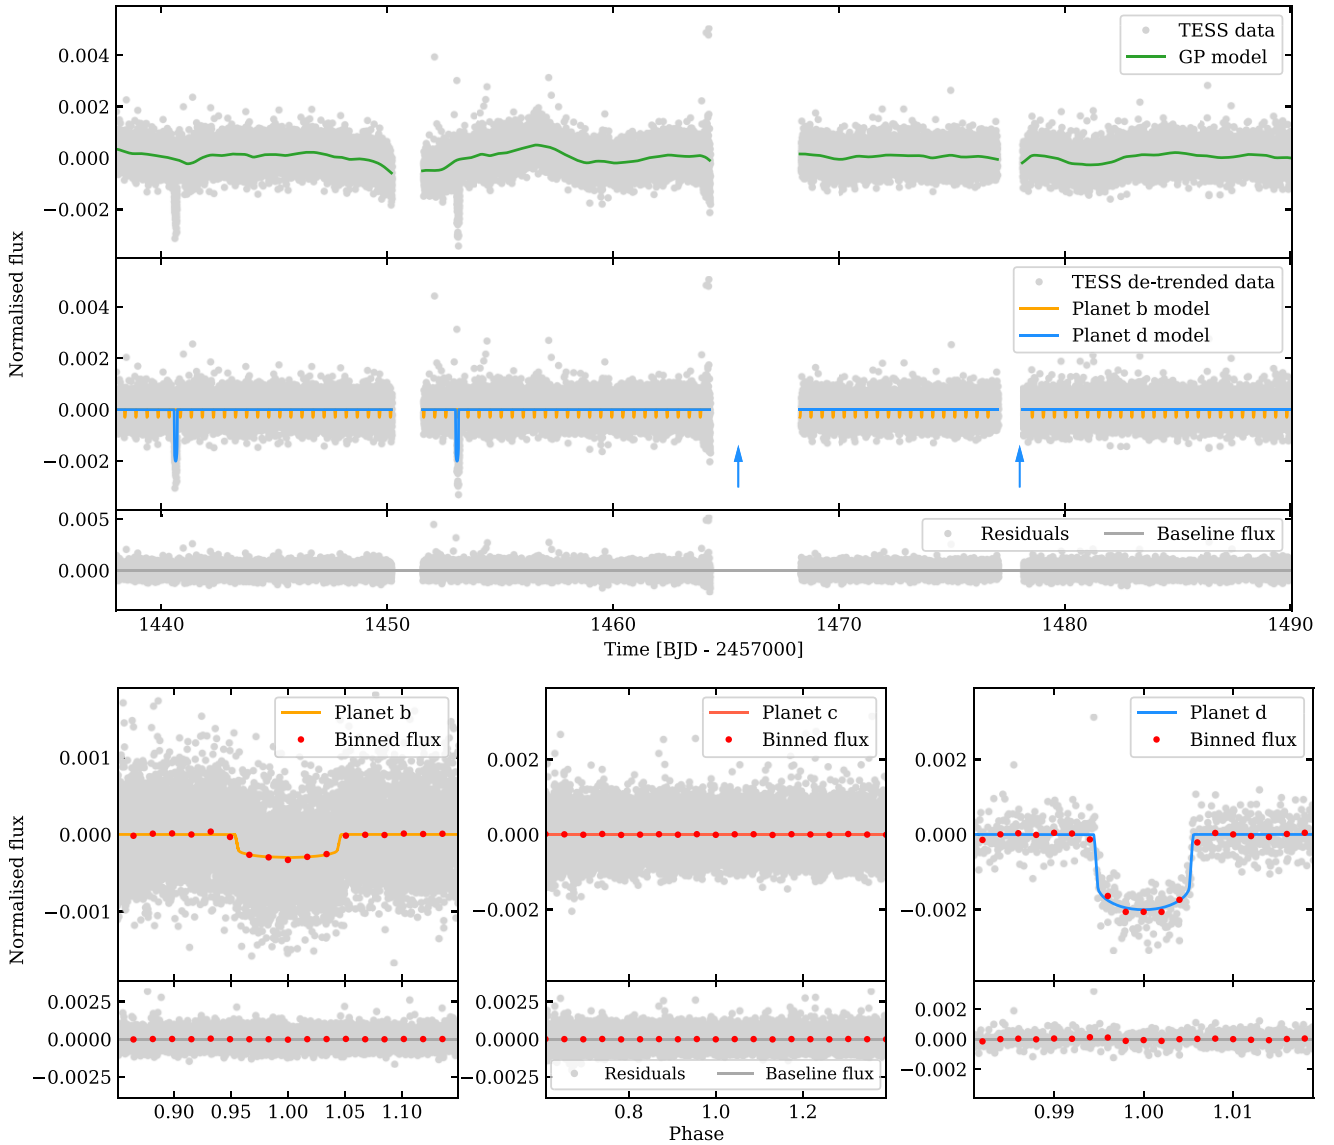 TESS data
GP model
0.004
0.002
0.000
−0.002
Normalised flux
TESS de-trended data
Planet b model
Planet d model
0.004
0.002
0.000
−0.002
Residuals Baseline flux
0.005
0.000
1440 1450 1460 1470 1480 1490
Time [BJD - 2457000]
Planet b
Binned flux
0.001
0.000
−0.001
Normalised flux
Planet c
Binned flux
0.002
0.000
−0.002
Planet d
Binned flux
0.002
0.000
−0.002
0.0025
0.0000
−0.0025
0.90 0.95 1.00 1.05 1.10
0.0025
0.0000
−0.0025
Residuals Baseline flux
0.8 1.0 1.2
Phase
0.002
0.000
−0.002
0.99 1.00 1.01